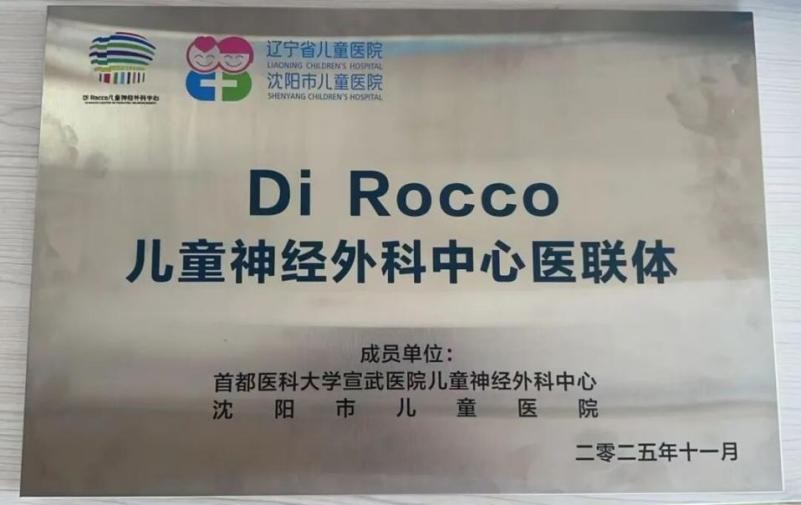 Di Rocco儿童神经外科中心
辽宁省儿童医院
LIAONING CHILDREN'S HOSPITAL
沈阳市儿童医院
SHENYANG CHILDREN'S HOSPITAL
Di Rocco
儿童神经外科中心医联体
成员单位：
首都医科大学宣武医院儿童神经外科中心
沈阳市儿童医院
二零二五年十一月